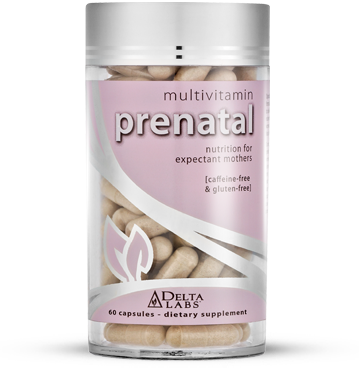 multivitamin
prenatal
nutrition for
expectant mothers
[caffeine-free
& gluten-free]
DELTA
LABS
60 capsules - dietary supplement